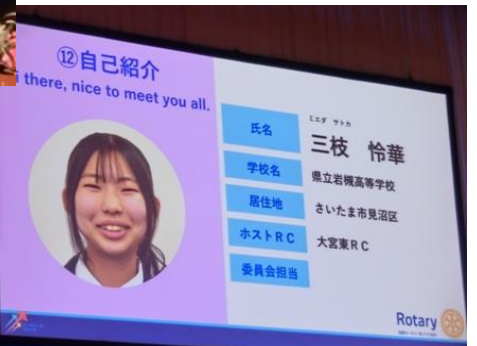 ⑫自己紹介
i there, nice to meet you all.
氏名
ミエダ サトカ
三枝 怜華
学校名
県立岩槻高等学校
居住地
さいたま市見沼区
ホストRC
大宮東RC
委員会担当
Rotary